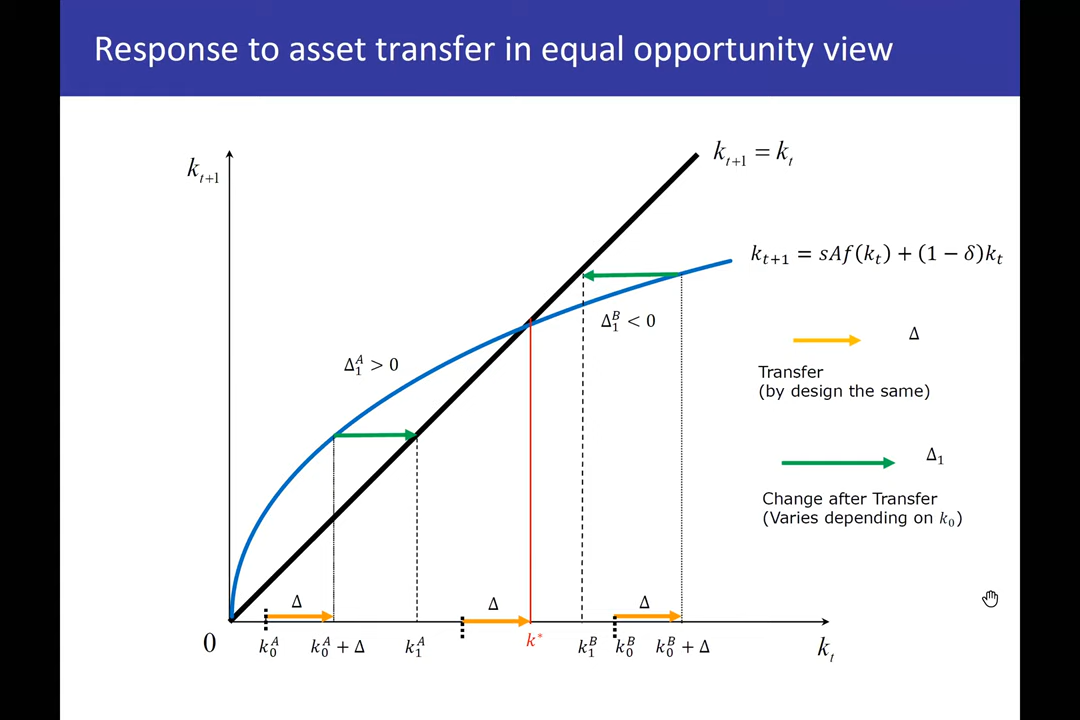 Response to asset transfer in equal opportunity view
k_{t+1}
k_{t+1} = k_t
k_{t+1} = sAf(k_t) + (1 − δ)k_t
Δ_1^B < 0
Δ
Δ_1^A > 0
Transfer
(by design the same)
Δ_1
Change after Transfer
(Varies depending on k_0)
Δ
Δ
Δ
0
k_0^A
k_0^A + Δ
k_1^A
k*
k_1^B
k_0^B
k_0^B + Δ
k_t